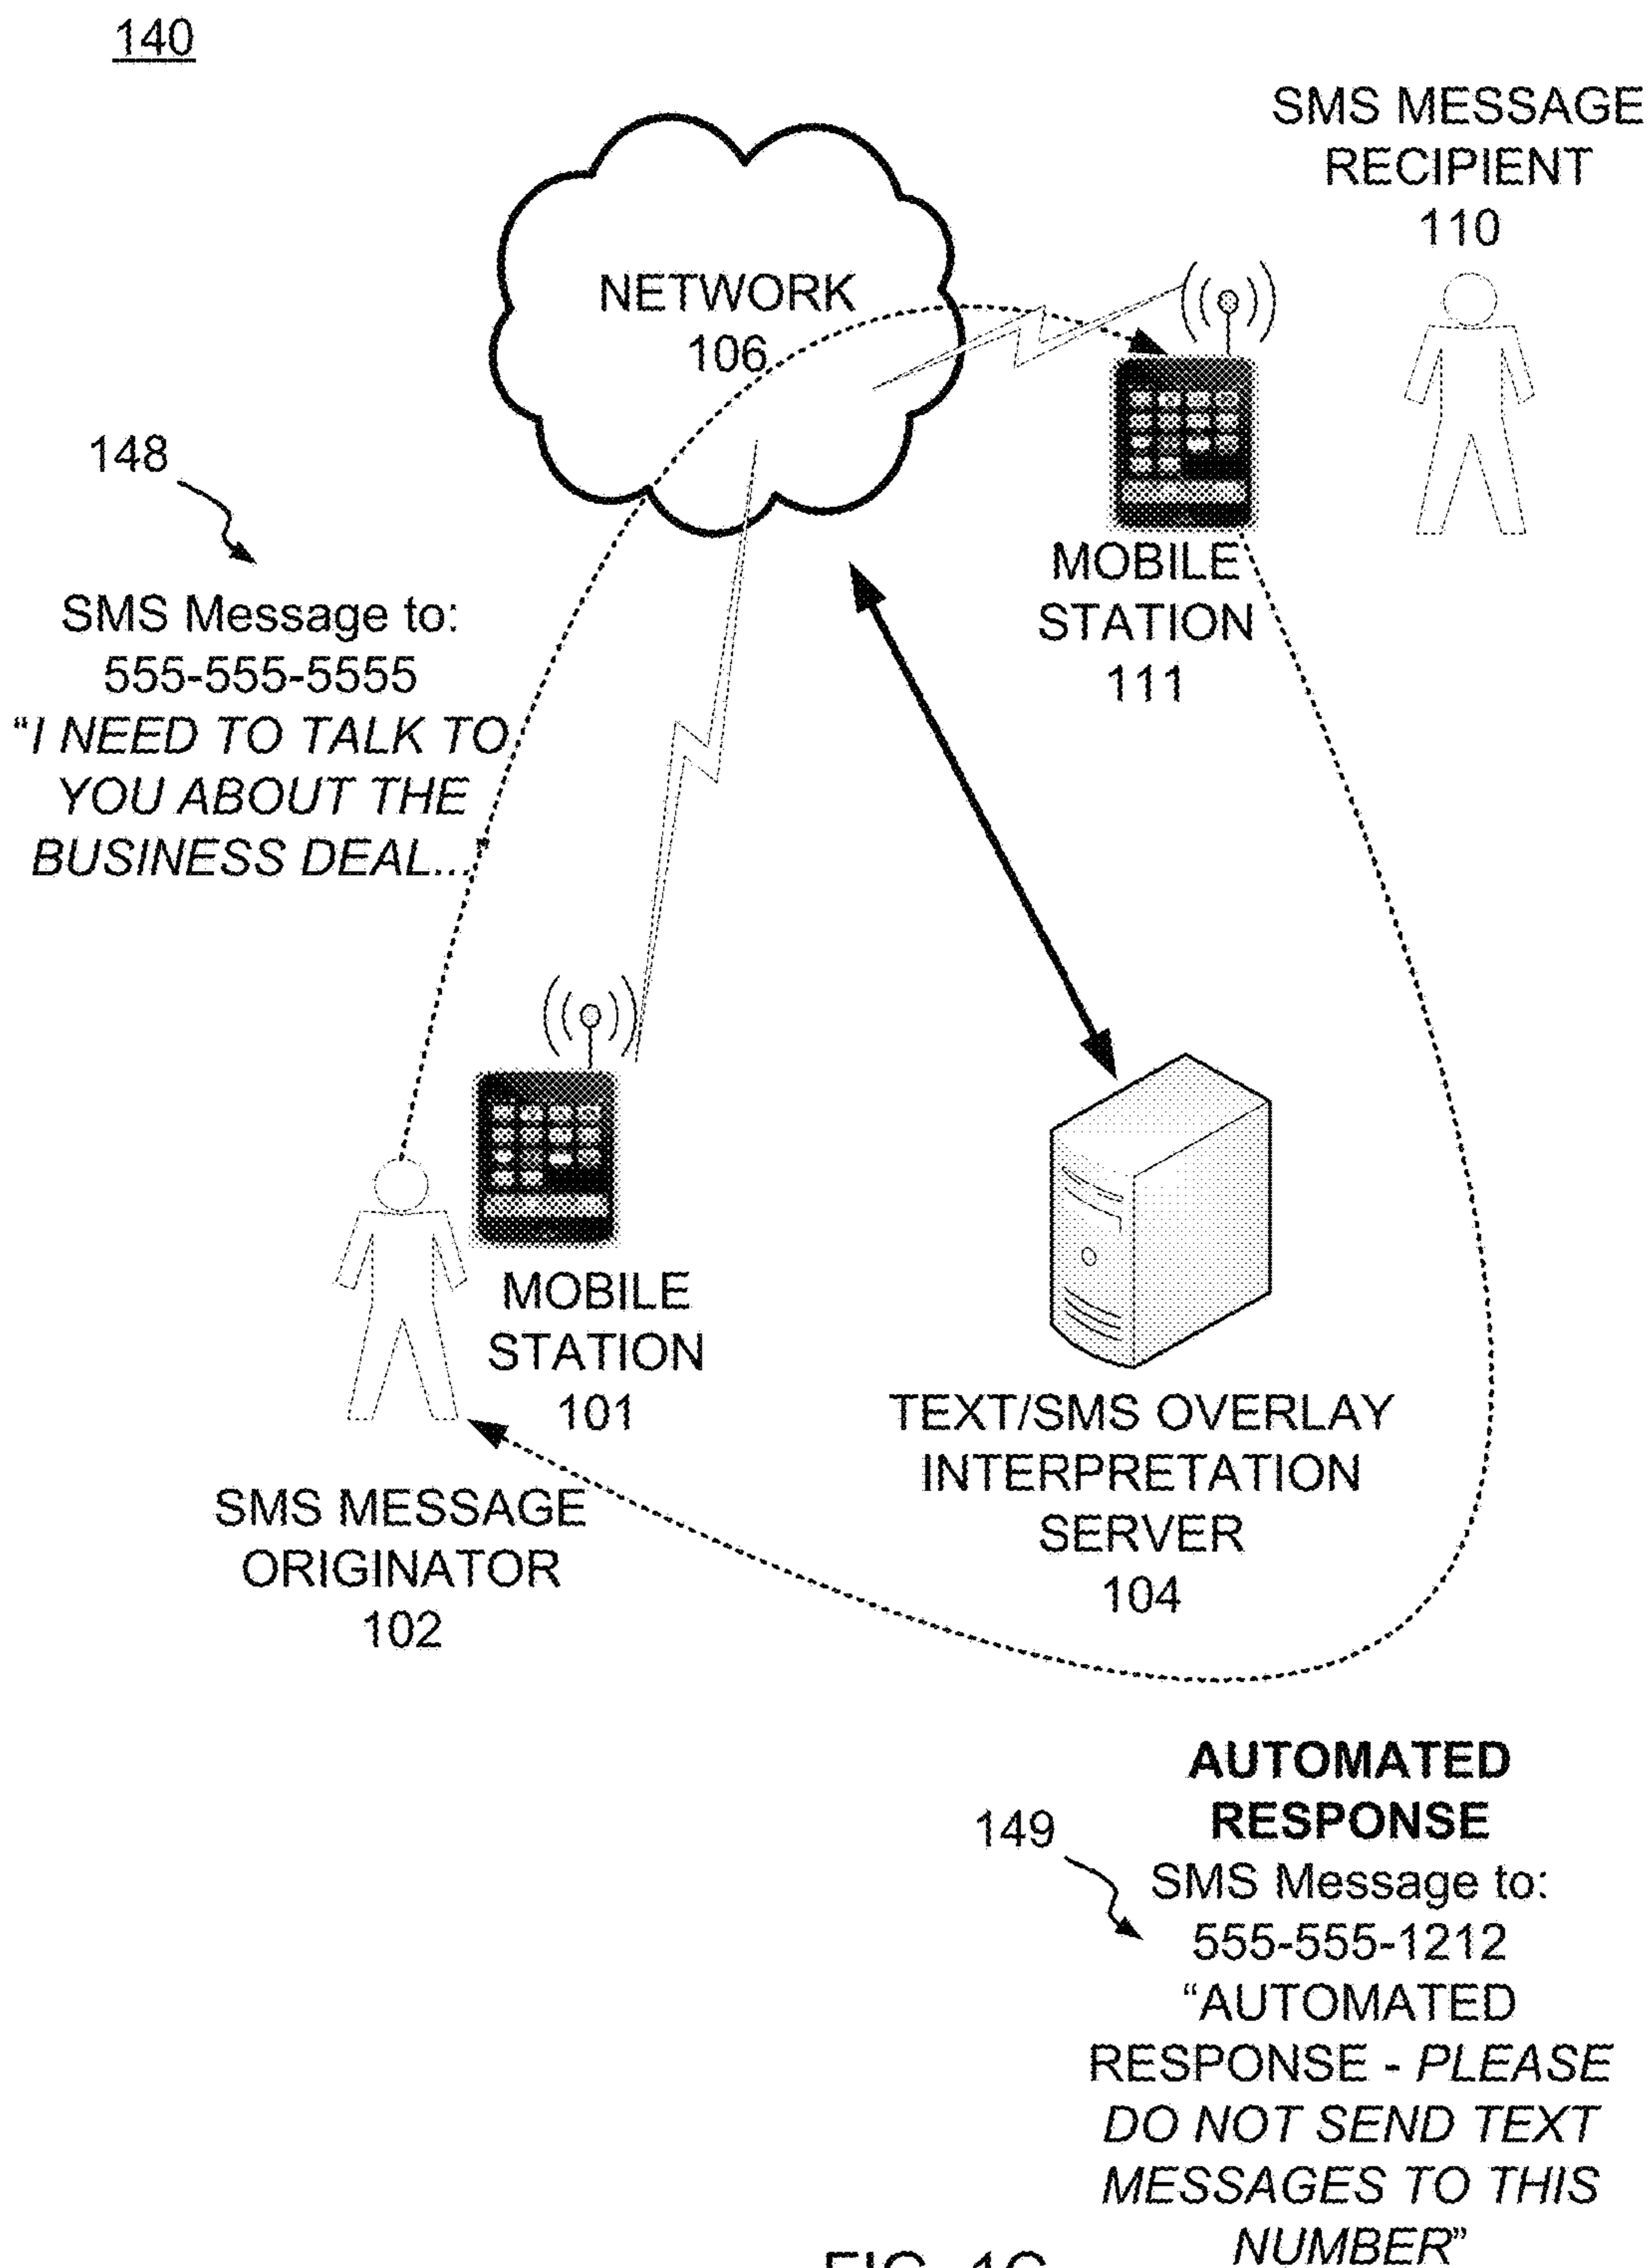 140
SMS MESSAGE
RECIPIENT
110
NETWORK
106
148
SMS Message to:
555-555-5555
“I NEED TO TALK TO
YOU ABOUT THE
BUSINESS DEAL...”
MOBILE
STATION
111
MOBILE
STATION
101
SMS MESSAGE
ORIGINATOR
102
TEXT/SMS OVERLAY
INTERPRETATION
SERVER
104
149
AUTOMATED
RESPONSE
SMS Message to:
555-555-1212
“AUTOMATED
RESPONSE - PLEASE
DO NOT SEND TEXT
MESSAGES TO THIS
NUMBER”
FIG. 1C